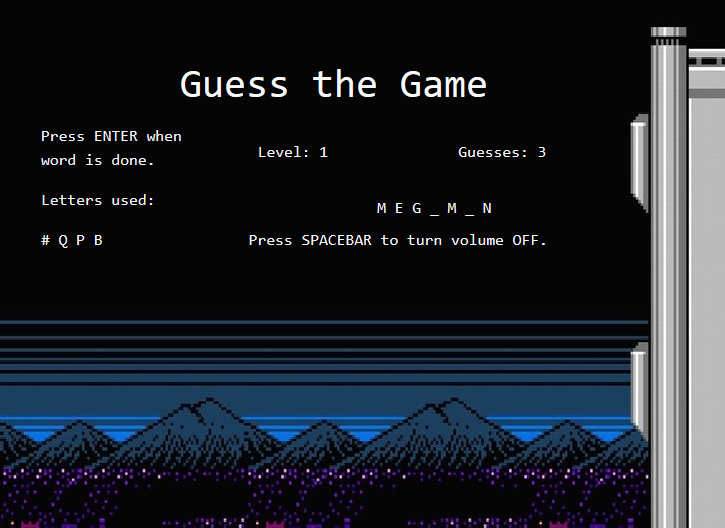 Guess the Game
Press ENTER when
word is done.
Level: 1
Guesses: 3
Letters used:
M E G _ M _ N
# Q P B
Press SPACEBAR to turn volume OFF.